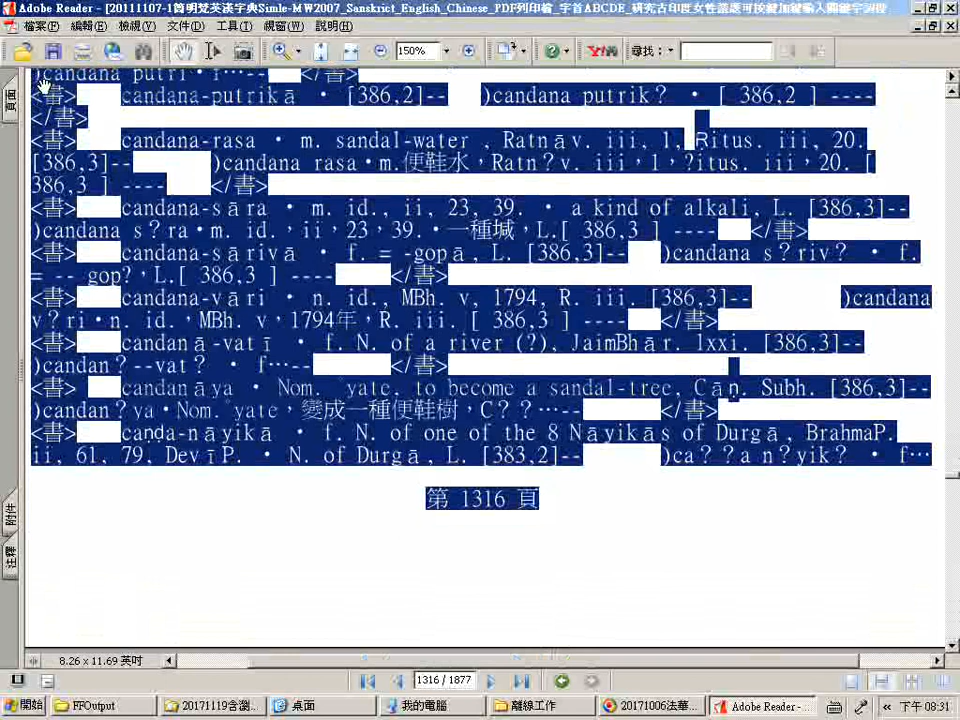 Adobe Reader - [20111107-1簡明梵英漢字典Simle-MW2007_Sanskrict_English_Chinese_PDF列印檔_字首ABCDE_研究古印度女性議題可按
檔案(F) 編輯(E) 檢視(V) 文件(D) 工具(T) 視窗(W) 說明(H)
150% 尋找：
頁面
)candana putri・f…-- </書>
<書> candana-putrikā ・ [386,2]-- )candana putrik? ・ [ 386,2 ] ----
</書>
<書> candana-rasa ・ m. sandal-water , Ratnāv. iii, 1, Ṛitus. iii, 20.
[386,3]-- )candana rasa・m.便鞋水，Ratn?v. iii，1，?itus. iii，20. [
386,3 ] ---- </書>
<書> candana-sāra ・ m. id., ii, 23, 39. ・ a kind of alkali, L. [386,3]--
)candana s?ra・m. id.，ii，23，39.・一種堿，L.[ 386,3 ] ---- </書>
<書> candana-sārivā ・ f. = -gopā, L. [386,3]-- )candana s?riv? ・ f.
= -- gop?，L.[ 386,3 ] ---- </書>
<書> candana-vāri ・ n. id., MBh. v, 1794, R. iii. [386,3]-- )candana
v?ri・n. id.，MBh. v，1794年，R. iii. [ 386,3 ] ---- </書>
<書> candanā-vatī ・ f. N. of a river (?), JaimBhār. lxxi. [386,3]--
)candan? --vat? ・ f…---- </書>
<書> candanāya ・ Nom. yate, to become a sandal-tree, Cāṇ. Subh. [386,3]--
)candan?ya・Nom. yate，變成一種便鞋樹，C??…-- </書>
<書> caṇḍa-nāyikā ・ f. N. of one of the 8 Nāyikās of Durgā, BrahmaP.
ii, 61, 79, DevīP. ・ N. of Durgā, L. [383,2]-- )ca??a n?yik? ・ f…
第 1316 頁
附件
注釋
8.26 x 11.69 英吋
1316 / 1877
開始 FFOutput 20171119含瀏... 桌面 我的電腦 離線工作 20171006法華... Adobe Reader - [... 下午 08:31